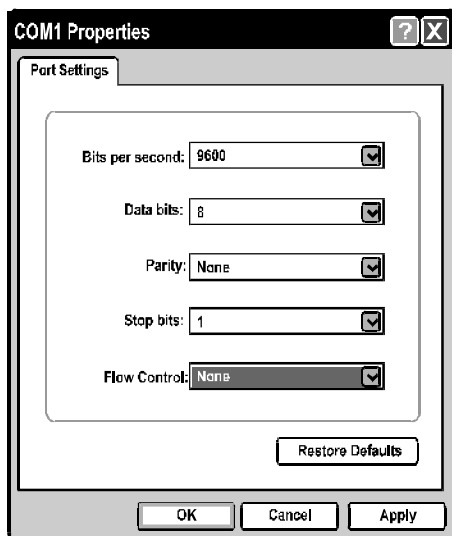 COM1 Properties
? X
Port Settings
Bits per second: 9600
Data bits: 8
Parity: None
Stop bits: 1
Flow Control: None
Restore Defaults
OK Cancel Apply